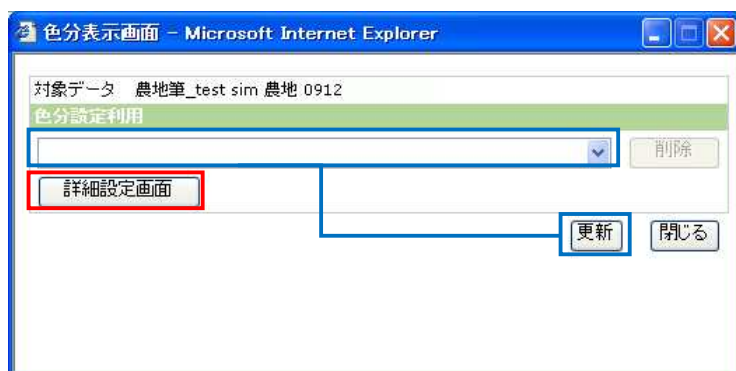 色分表示画面 - Microsoft Internet Explorer
対象データ 農地筆_test sim 農地 0912
色分設定利用
削除
詳細設定画面
更新 閉じる